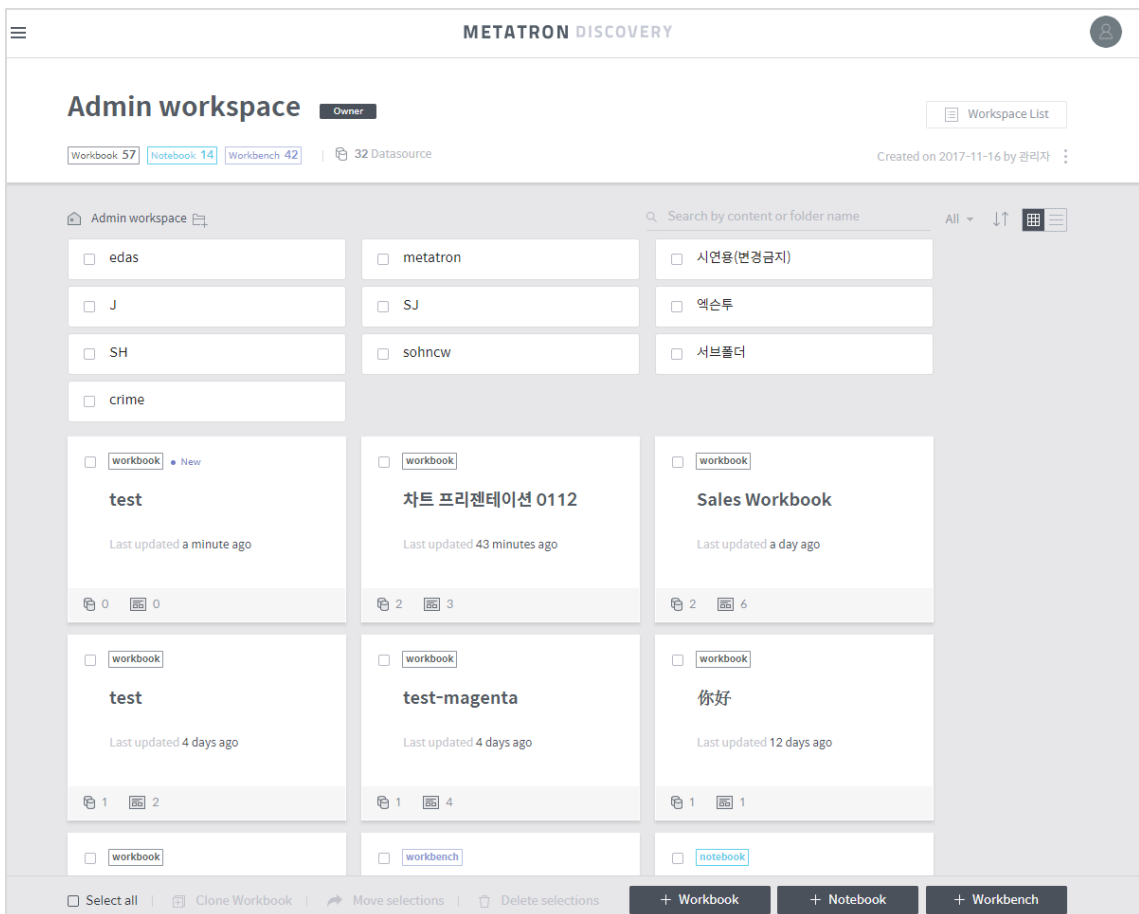 METATRON DISCOVERY
Admin workspace Owner
Workspace List
Workbook 57 Notebook 14 Workbench 42 32 Datasource
Created on 2017-11-16 by 관리자
Admin workspace
Search by content or folder name
All
edas
metatron
시연용(변경금지)
J
SJ
엑슨투
SH
sohncw
서브폴더
crime
workbook New
test
Last updated a minute ago
0 0
workbook
차트 프리젠테이션 0112
Last updated 43 minutes ago
2 3
workbook
Sales Workbook
Last updated a day ago
2 6
workbook
test
Last updated 4 days ago
1 2
workbook
test-magenta
Last updated 4 days ago
1 4
workbook
你好
Last updated 12 days ago
1 1
workbook
workbench
notebook
Select all Clone Workbook Move selections Delete selections
+ Workbook + Notebook + Workbench